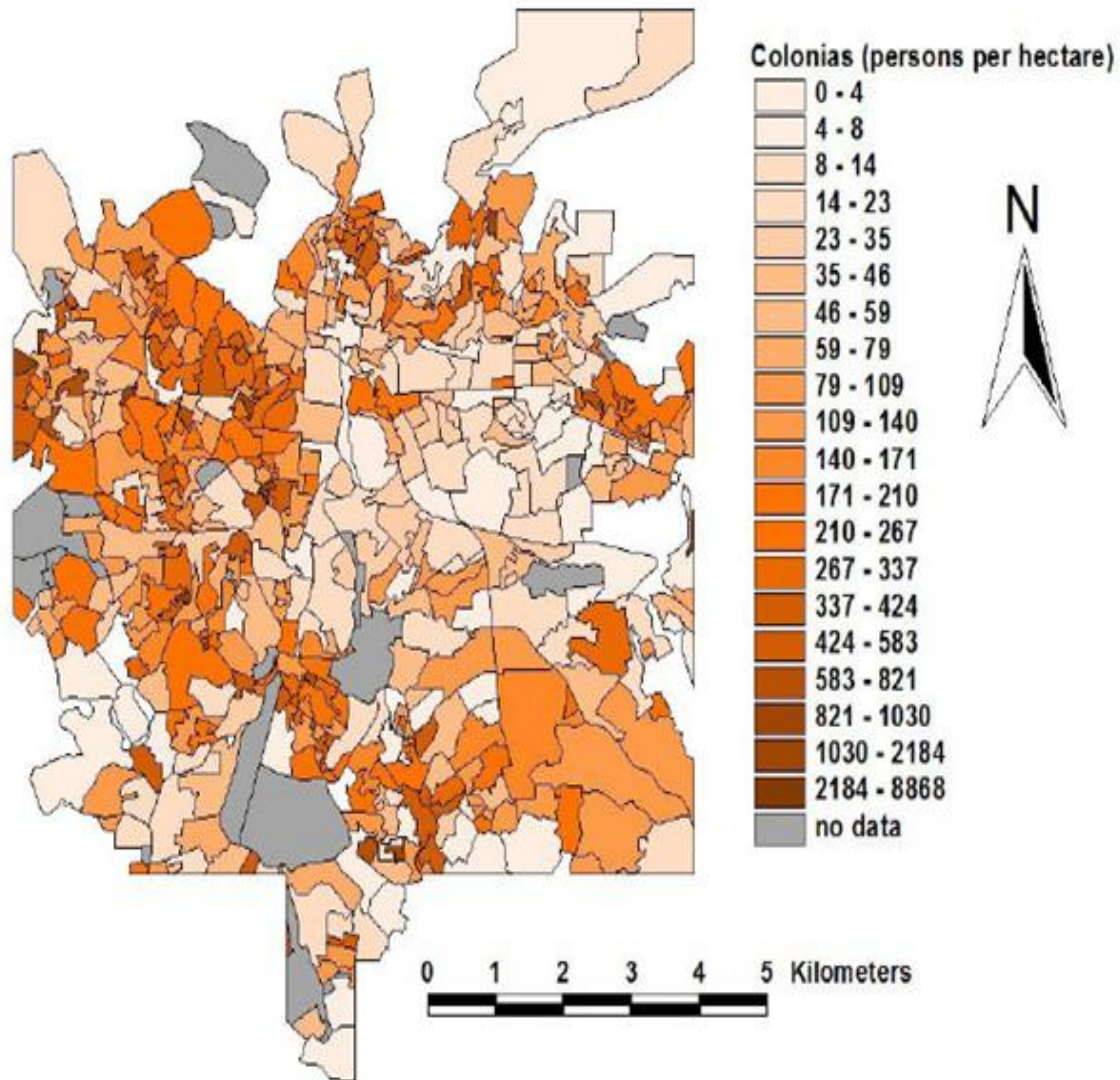 Colonias (persons per hectare)
0 - 4
4 - 8
8 - 14
14 - 23
23 - 35
35 - 46
46 - 59
59 - 79
79 - 109
109 - 140
140 - 171
171 - 210
210 - 267
267 - 337
337 - 424
424 - 583
583 - 821
821 - 1030
1030 - 2184
2184 - 8868
no data
N
0 1 2 3 4 5 Kilometers